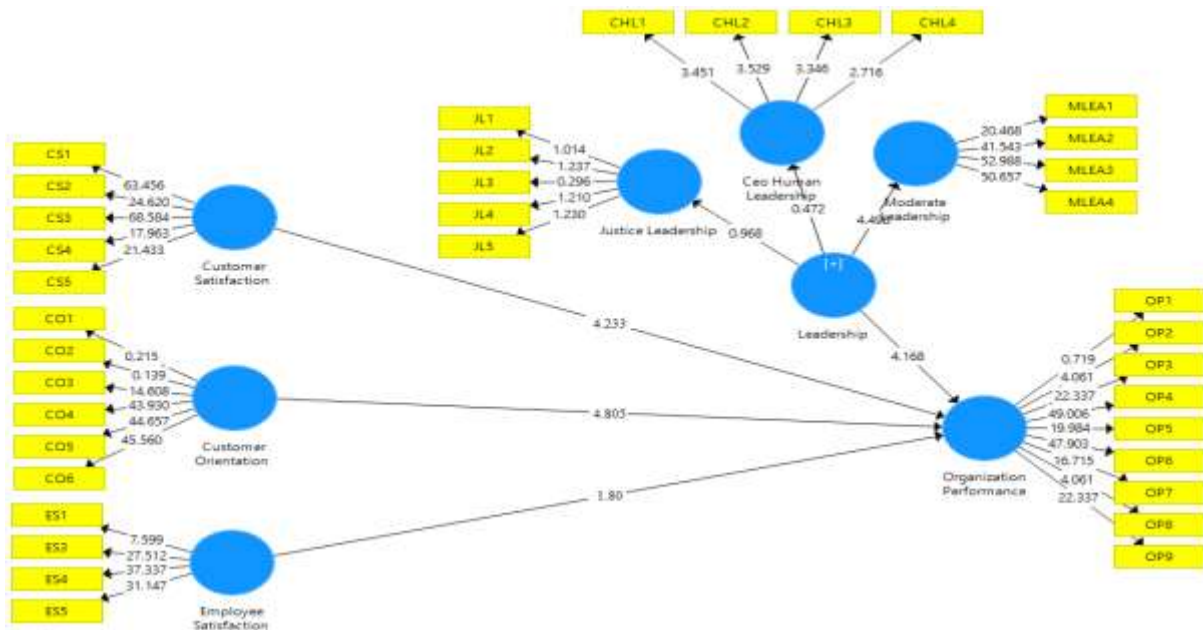 CHL1
CHL2
CHL3
CHL4
3.451
3.529
3.346
2.716
JL1
JL2
JL3
JL4
JL5
1.014
1.237
0.296
1.210
1.230
MLEA1
MLEA2
MLEA3
MLEA4
20.468
41.543
52.988
50.657
Justice Leadership
Ceo Human
Leadership
Moderate
Leadership
0.968
0.472
[+]
Leadership
4.168
CS1
CS2
CS3
CS4
CS5
63.456
24.620
68.584
17.963
21.433
Customer
Satisfaction
4.233
CO1
CO2
CO3
CO4
CO5
CO6
0.215
0.139
14.608
43.930
44.657
45.560
Customer
Orientation
4.805
ES1
ES3
ES4
ES5
7.599
27.512
37.337
31.147
Employee
Satisfaction
1.80
Organization
Performance
OP1
OP2
OP3
OP4
OP5
OP6
OP7
OP8
OP9
0.719
4.061
22.337
49.006
19.984
47.903
16.715
4.061
22.337